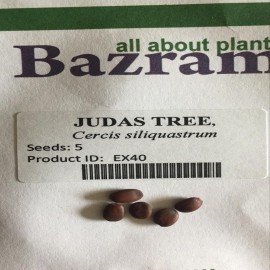 all about plant
Bazram
JUDAS TREE,
Cercis siliquastrum
Seeds: 5
Product ID: EX40